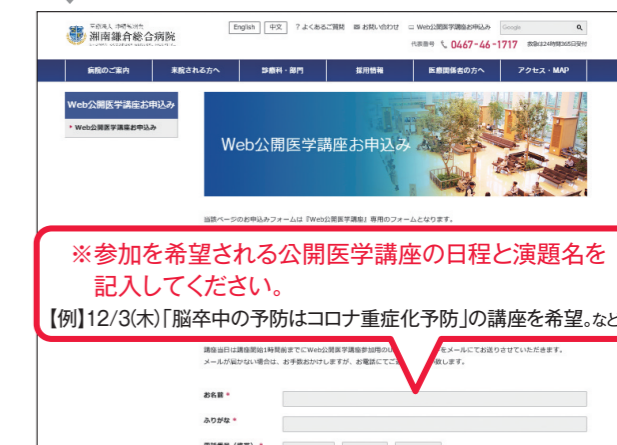 湘南鎌倉総合病院
English 中文 ？よくあるご質問 お問い合わせ Web公開医学講座お申込み Google
代表番号 0467-46-1717 救急は24時間365日受付
病院のご案内 来院される方へ 診療科・部門 採用情報 医療関係者の方へ アクセス・MAP
Web公開医学講座お申込み
Web公開医学講座お申込み
Web公開医学講座お申込み
当該ページのお申込みフォームは『Web公開医学講座』専用のフォームとなります。
※参加を希望される公開医学講座の日程と演題名を
記入してください。
【例】12/3(木)「脳卒中の予防はコロナ重症化予防」の講座を希望。など
講座当日は講座開始1時間前までにWeb公開医学講座参加用の
をメールにてお送りさせていただきます。
メールが届かない場合は、お手数おかけしますが、お電話にてご
致します。
お名前 *
ふりがな *